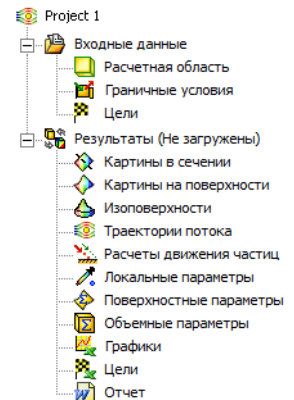 Project 1
Входные данные
Расчетная область
Граничные условия
Цели
Результаты (Не загружены)
Картины в сечении
Картины на поверхности
Изоповерхности
Траектории потока
Расчеты движения частиц
Локальные параметры
Поверхностные параметры
Объемные параметры
Графики
Цели
Отчет